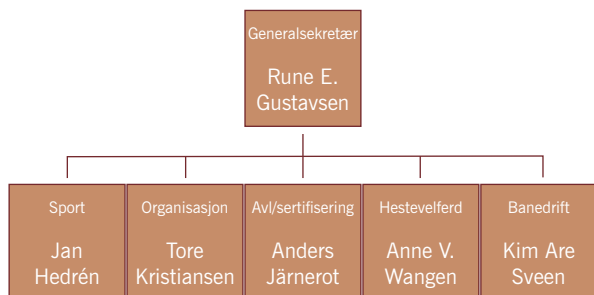 Generalsekretær
Rune E.
Gustavsen
Sport
Jan
Hedrén
Organisasjon
Tore
Kristiansen
Avl/sertifisering
Anders
Järnerot
Hestevelferd
Anne V.
Wangen
Banedrift
Kim Are
Sveen